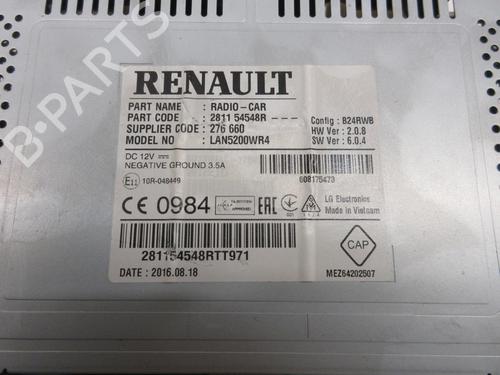 RENAULT
PART NAME : RADIO-CAR
PART CODE : 2811 54548R - - -
SUPPLIER CODE : 276 660
MODEL NO : LAN5200WR4
Config : B24RWB
HW Ver : 2.0.8
SW Ver : 6.0.4
DC 12V
NEGATIVE GROUND 3.5A
E11 10R-048449
608175473
CE 0984
EAC
LG Electronics
Made in Vietnam
281154548RTT971
DATE : 2016.08.18
CAP
MEZ64202507